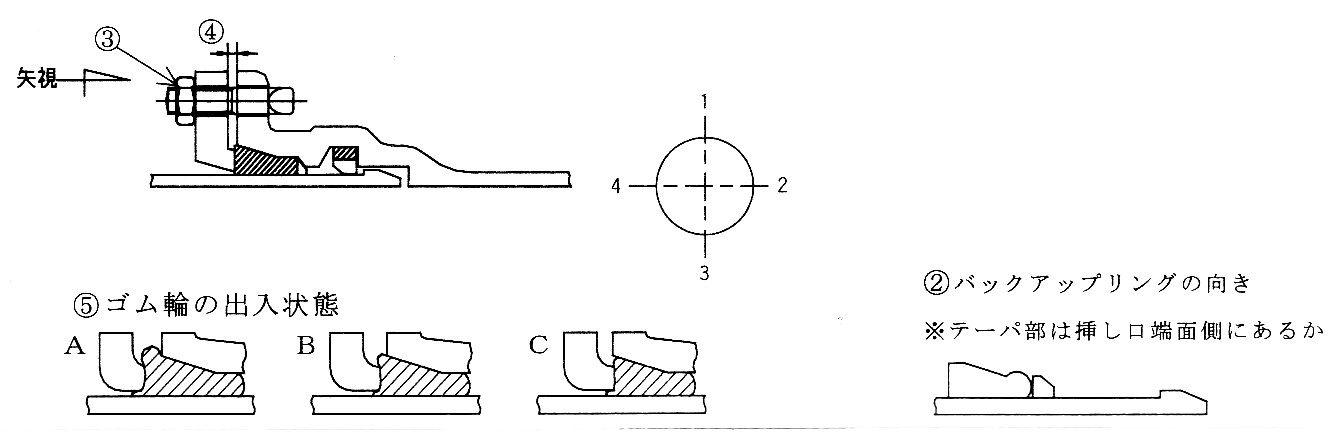 ③
④
矢視
1
4
2
3
⑤ゴム輪の出入状態
A
B
C
②バックアップリングの向き
※テーパ部は挿し口端面側にあるか